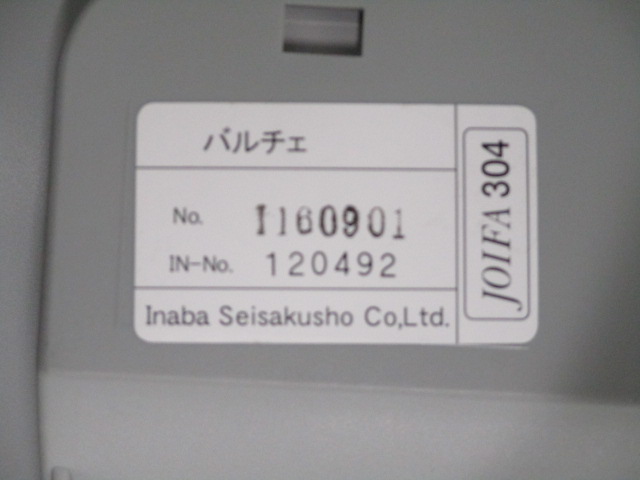 バルチェ
No. I160901
IN-No. 120492
Inaba Seisakusho Co,Ltd.
JOIFA 304